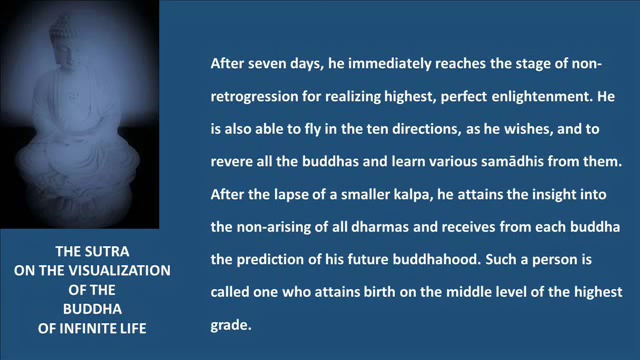 After seven days, he immediately reaches the stage of non-
retrogression for realizing highest, perfect enlightenment. He
is also able to fly in the ten directions, as he wishes, and to
revere all the buddhas and learn various samādhis from them.
After the lapse of a smaller kalpa, he attains the insight into
the non-arising of all dharmas and receives from each buddha
the prediction of his future buddhahood. Such a person is
called one who attains birth on the middle level of the highest
grade.
THE SUTRA
ON THE VISUALIZATION
OF THE
BUDDHA
OF INFINITE LIFE